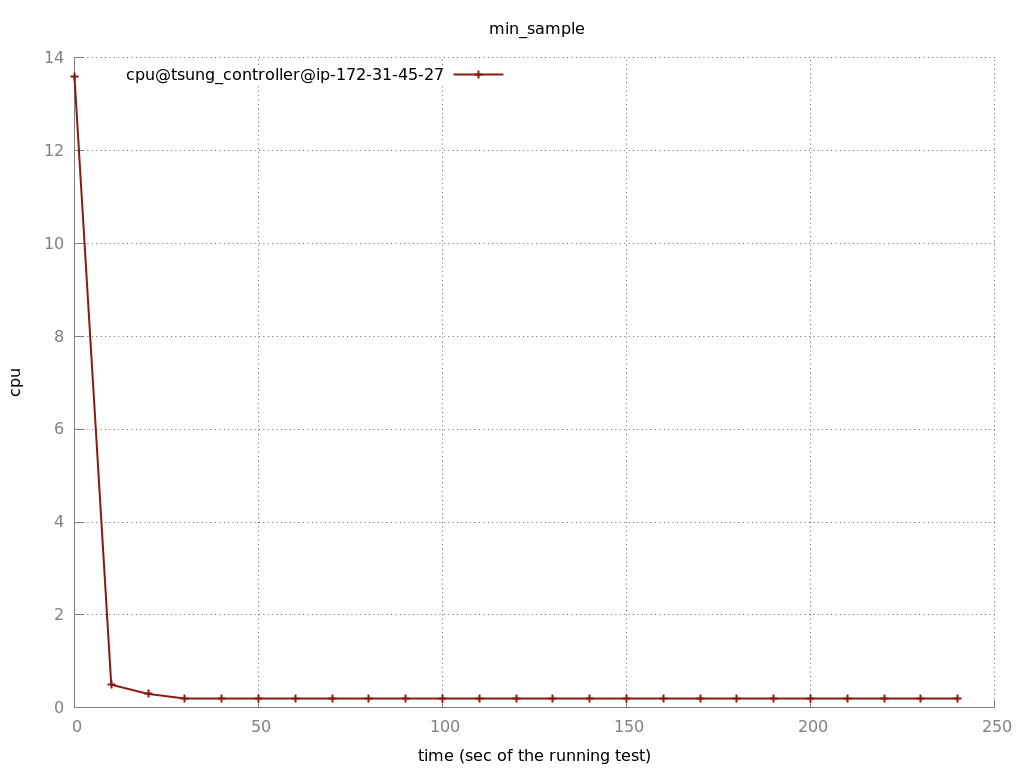 min_sample
cpu@tsung_controller@ip-172-31-45-27
14
12
10
8
6
4
2
0
cpu
0 50 100 150 200 250
time (sec of the running test)